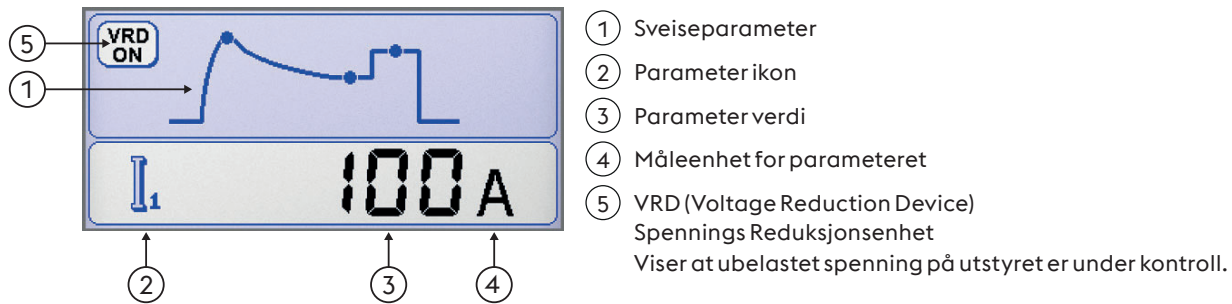 5
VRD
ON
1
I1
100 A
2
3
4
1 Sveiseparameter
2 Parameter ikon
3 Parameter verdi
4 Måleenhet for parameteret
5 VRD (Voltage Reduction Device)
Spennings Reduksjonsenhet
Viser at ubelastet spenning på utstyret er under kontroll.